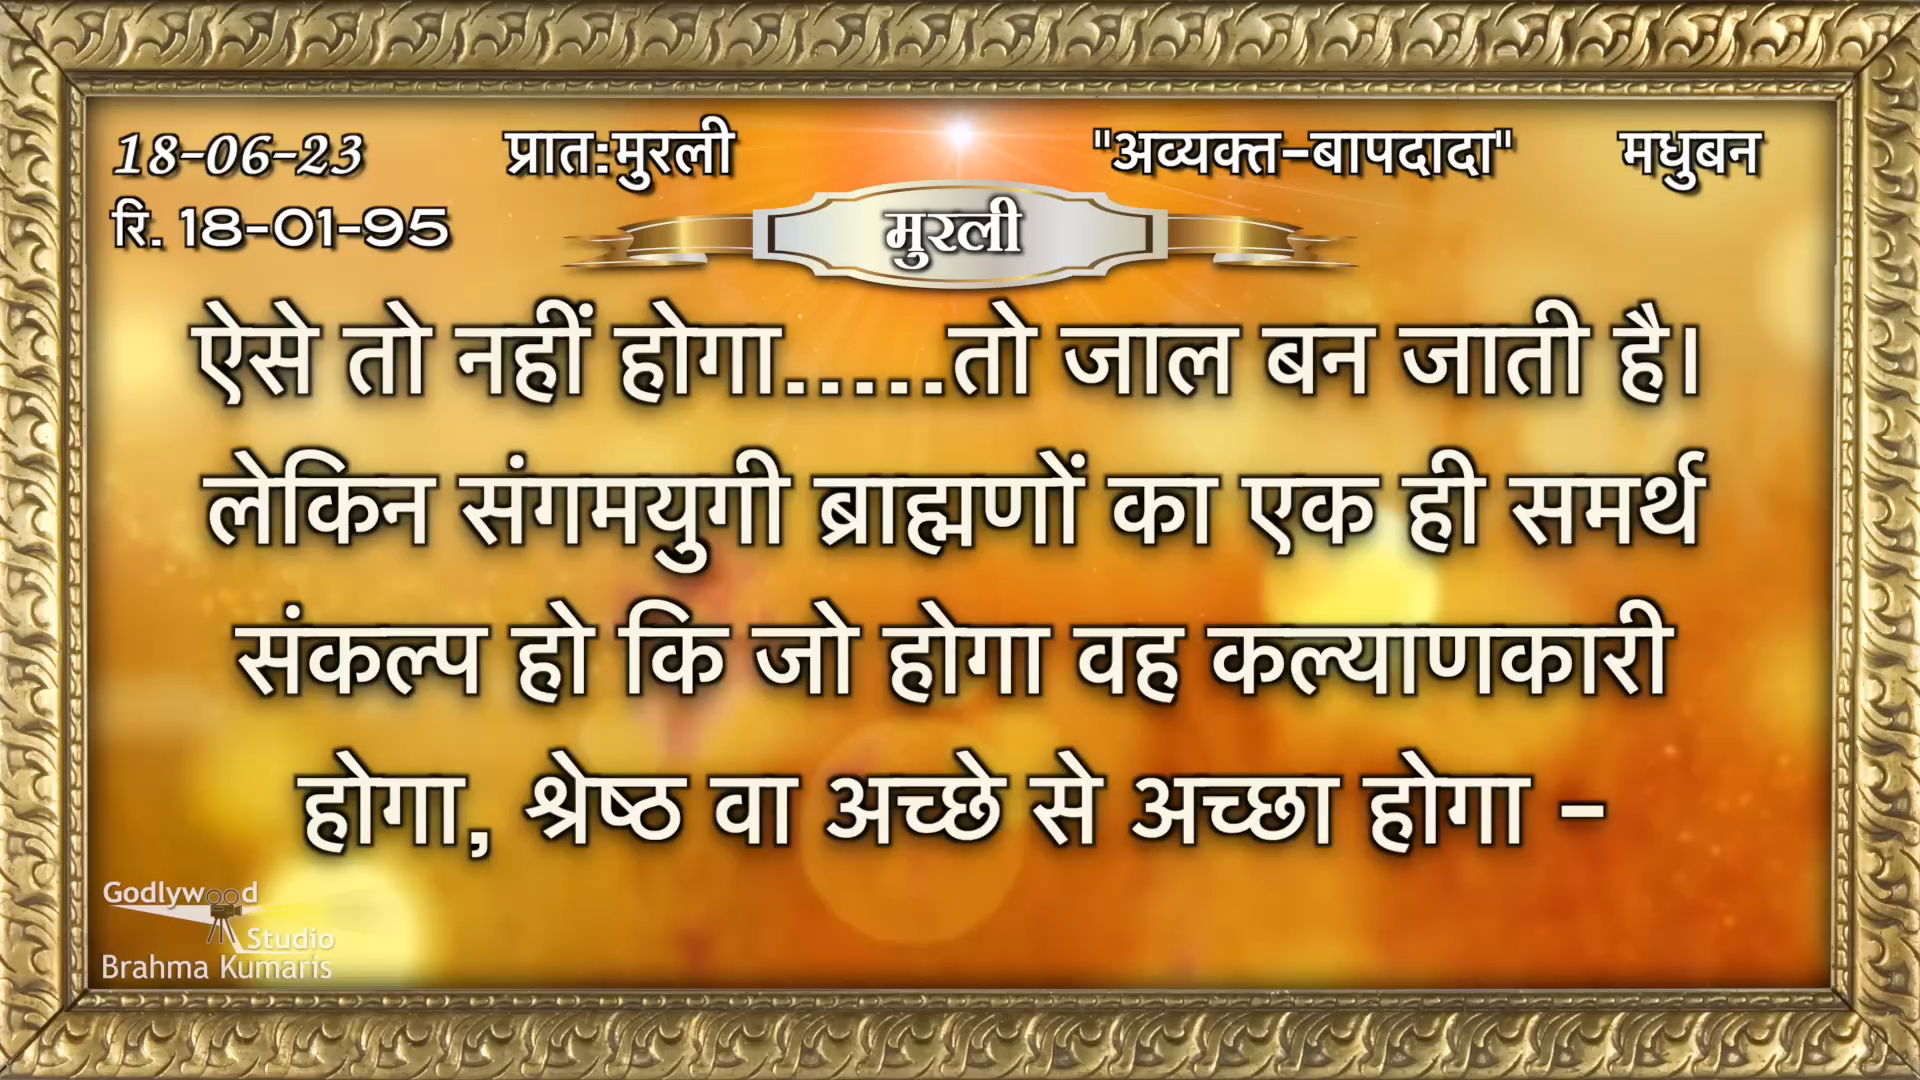 18-06-23 प्रात:मुरली "अव्यक्त-बापदादा" मधुबन
रि. 18-01-95
मुरली
ऐसे तो नहीं होगा.....तो जाल बन जाती है।
लेकिन संगमयुगी ब्राह्मणों का एक ही समर्थ
संकल्प हो कि जो होगा वह कल्याणकारी
होगा, श्रेष्ठ वा अच्छे से अच्छा होगा -
Godlywood
Studio
Brahma Kumaris